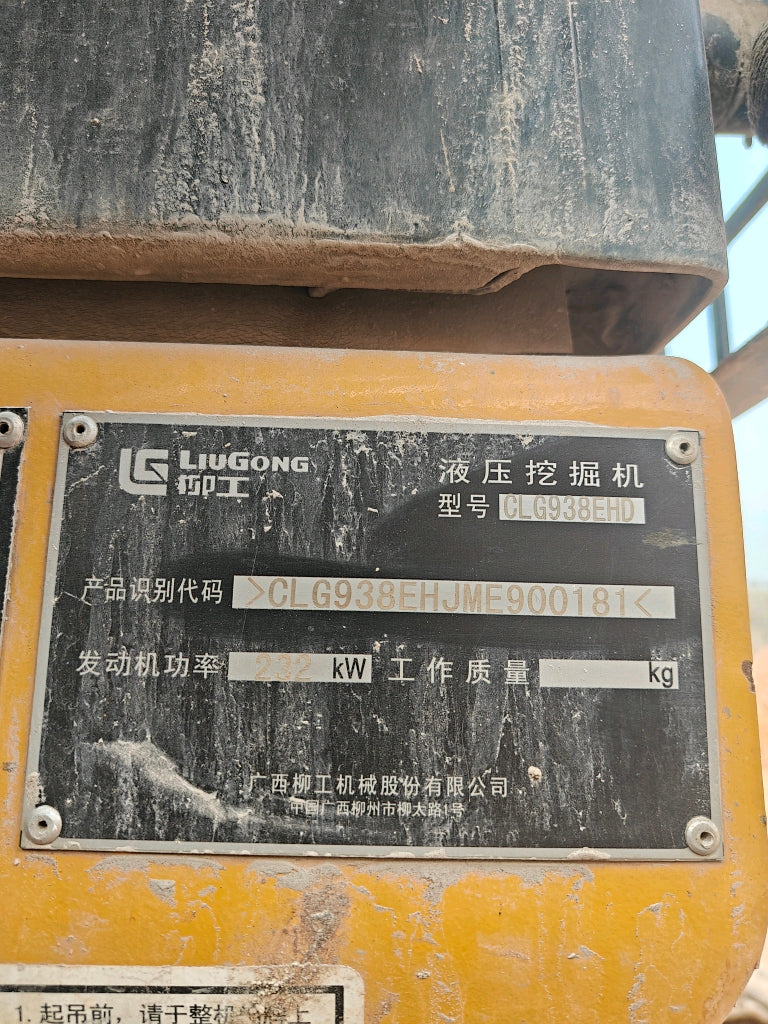 LIUGONG
柳工
液压挖掘机
型号 CLG938EHD
产品识别代码 >CLG938EHJME900181<
发动机功率 232 kW 工作质量 kg
广西柳工机械股份有限公司
中国广西柳州市柳太路1号
1. 起吊前，请于整机